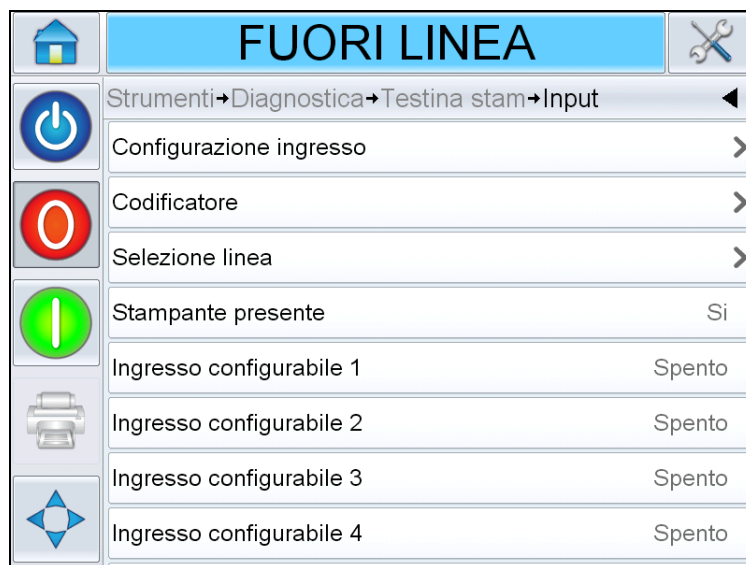 FUORI LINEA
Strumenti→Diagnostica→Testina stam→Input
Configurazione ingresso
Codificatore
Selezione linea
Stampante presente Si
Ingresso configurabile 1 Spento
Ingresso configurabile 2 Spento
Ingresso configurabile 3 Spento
Ingresso configurabile 4 Spento